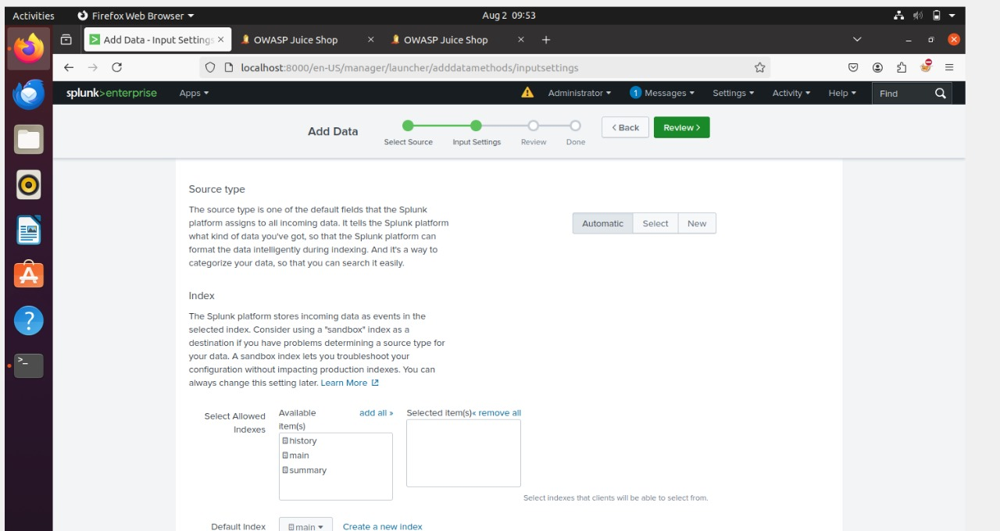 Activities
Firefox Web Browser
Aug 2 09:53
Add Data - Input Settings
OWASP Juice Shop
OWASP Juice Shop
localhost:8000/en-US/manager/launcher/adddatamethods/inputsettings
splunk>enterprise
Apps
Administrator
1 Messages
Settings
Activity
Help
Find
Add Data
Select Source
Input Settings
Review
Done
< Back
Review >
Source type
The source type is one of the default fields that the Splunk
platform assigns to all incoming data. It tells the Splunk platform
what kind of data you've got, so that the Splunk platform can
format the data intelligently during indexing. And it's a way to
categorize your data, so that you can search it easily.
Automatic
Select
New
Index
The Splunk platform stores incoming data as events in the
selected index. Consider using a "sandbox" index as a
destination if you have problems determining a source type for
your data. A sandbox index lets you troubleshoot your
configuration without impacting production indexes. You can
always change this setting later. Learn More
Select Allowed
Indexes
Available
item(s)
add all »
Selected item(s)
« remove all
history
main
summary
Select indexes that clients will be able to select from.
Default Index
main
Create a new index